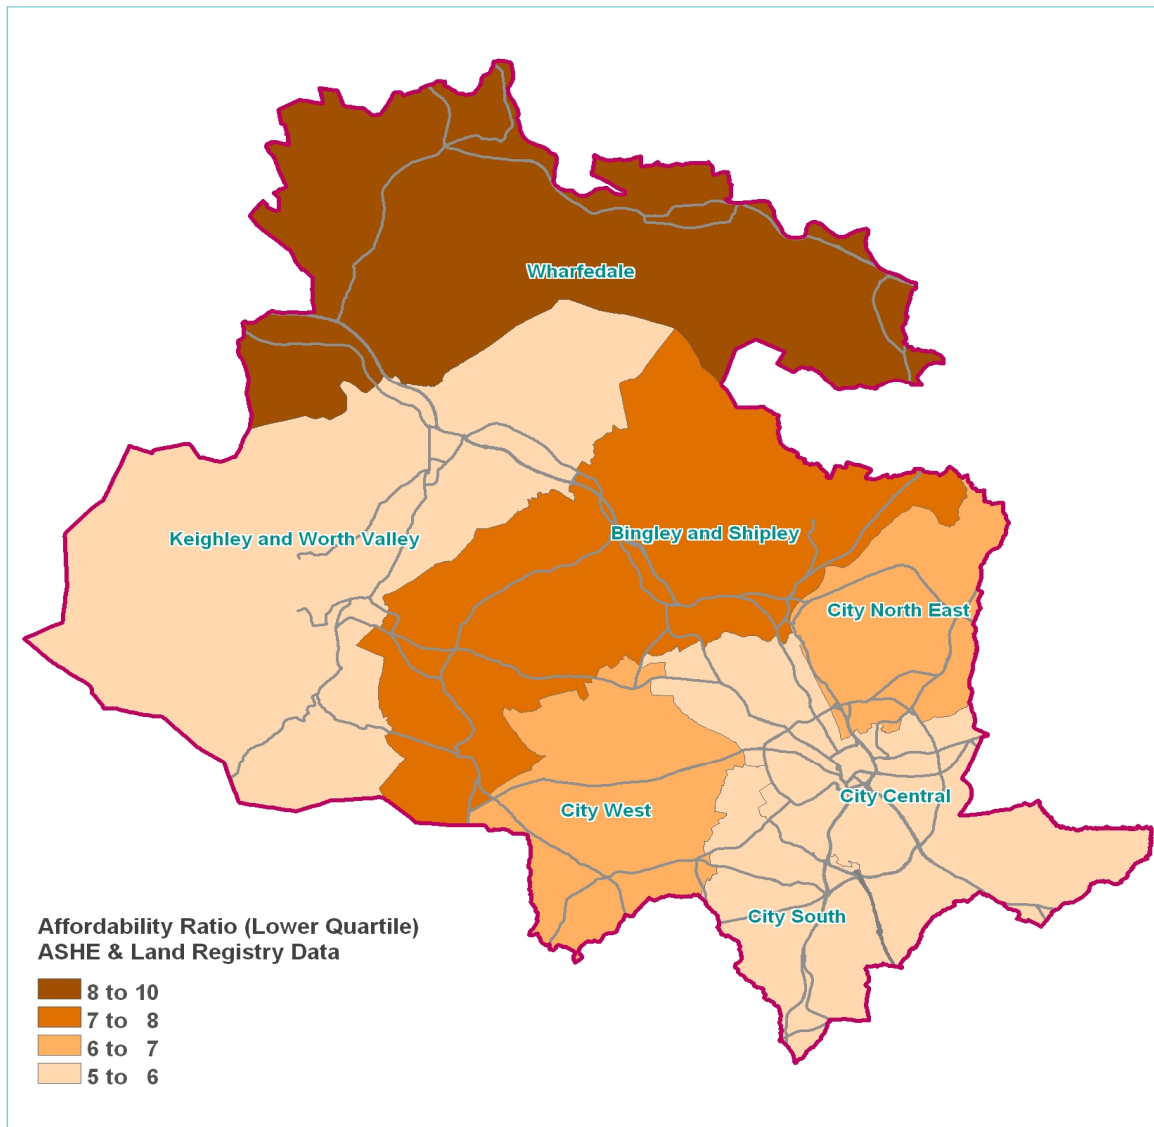 Wharfedale
Keighley and Worth Valley
Bingley and Shipley
City North East
City West
City Central
City South
Affordability Ratio (Lower Quartile)
ASHE & Land Registry Data
8 to 10
7 to 8
6 to 7
5 to 6